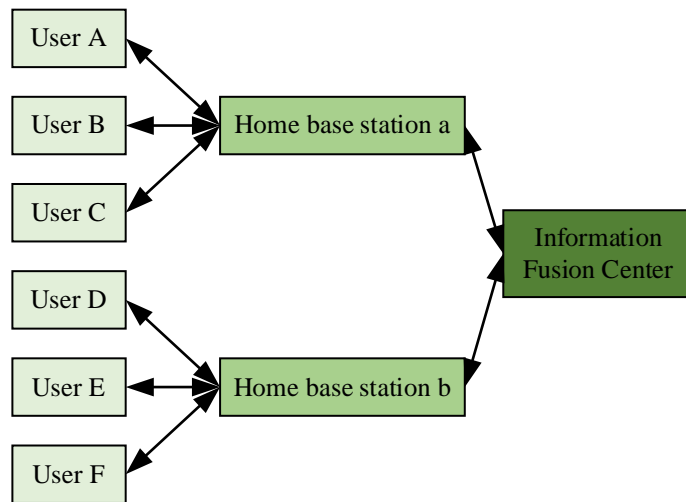 User A
User B
User C
User D
User E
User F
Home base station a
Home base station b
Information
Fusion Center